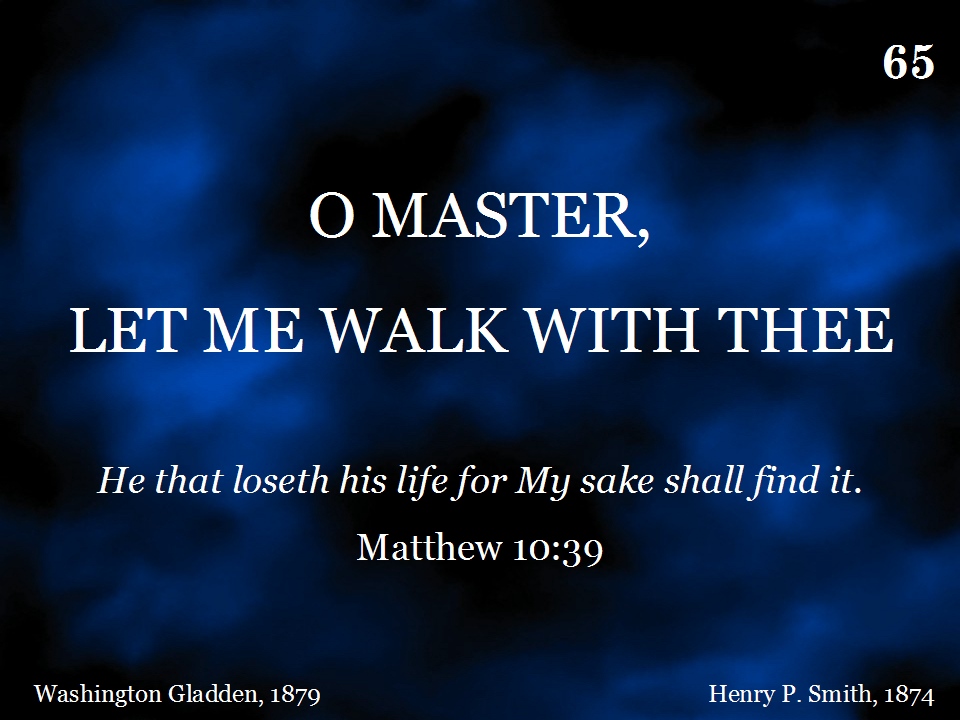 65
O MASTER,
LET ME WALK WITH THEE
He that loseth his life for My sake shall find it.
Matthew 10:39
Washington Gladden, 1879
Henry P. Smith, 1874